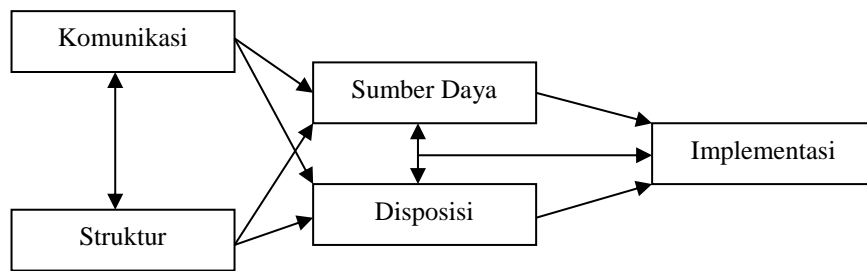 Komunikasi
Sumber Daya
Implementasi
Disposisi
Struktur